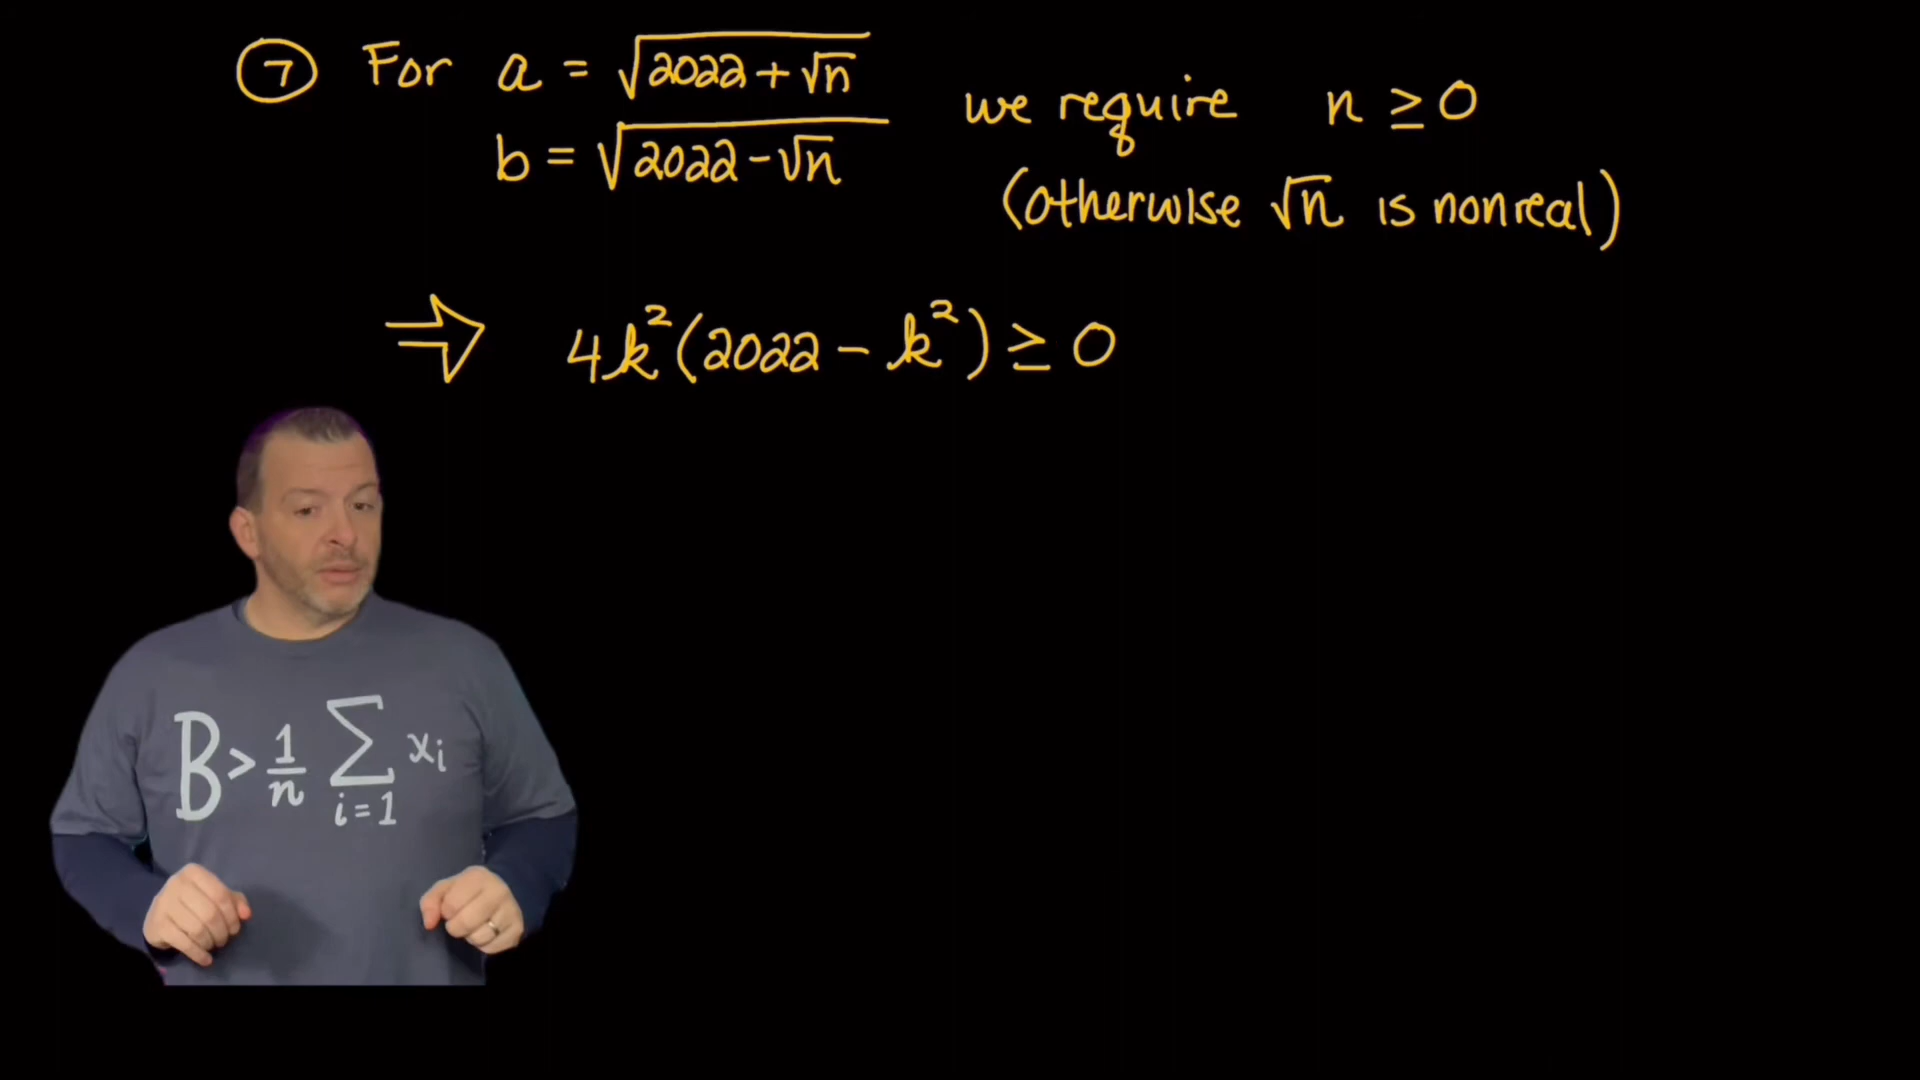 ⑦ For a = √(2022 + √n)
b = √(2022 - √n)
we require n ≥ 0
(otherwise √n is nonreal)
⇒ 4k²(2022 - k²) ≥ 0
B > 1/n ∑ i=1 xi